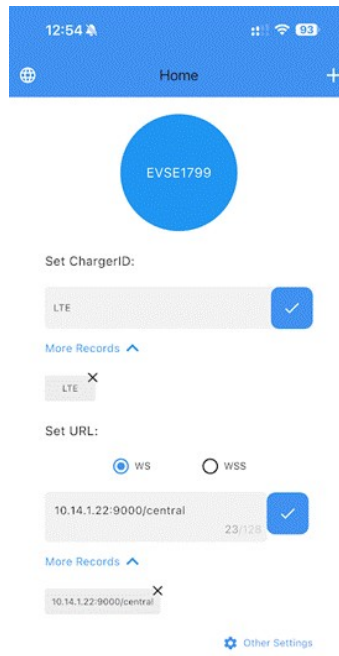 12:54 93
Home
EVSE1799
Set ChargerID:
LTE
More Records
LTE
Set URL:
WS WSS
10.14.1.22:9000/central
23/128
More Records
10.14.1.22:9000/central
Other Settings